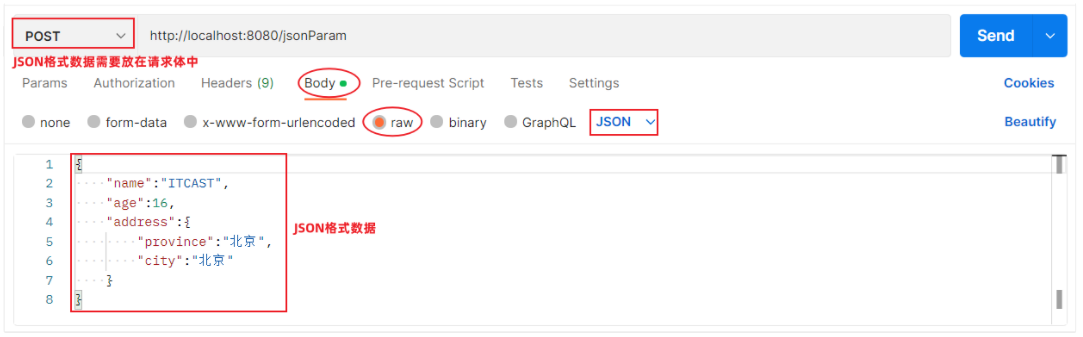 POST http://localhost:8080/jsonParam Send
JSON格式数据需要放在请求体中
Params Authorization Headers (9) Body Pre-request Script Tests Settings Cookies
none form-data x-www-form-urlencoded raw binary GraphQL JSON Beautify
1 {
2 "name":"ITCAST",
3 "age":16,
4 "address":{
JSON格式数据
5 "province":"北京",
6 "city":"北京"
7 }
8 }